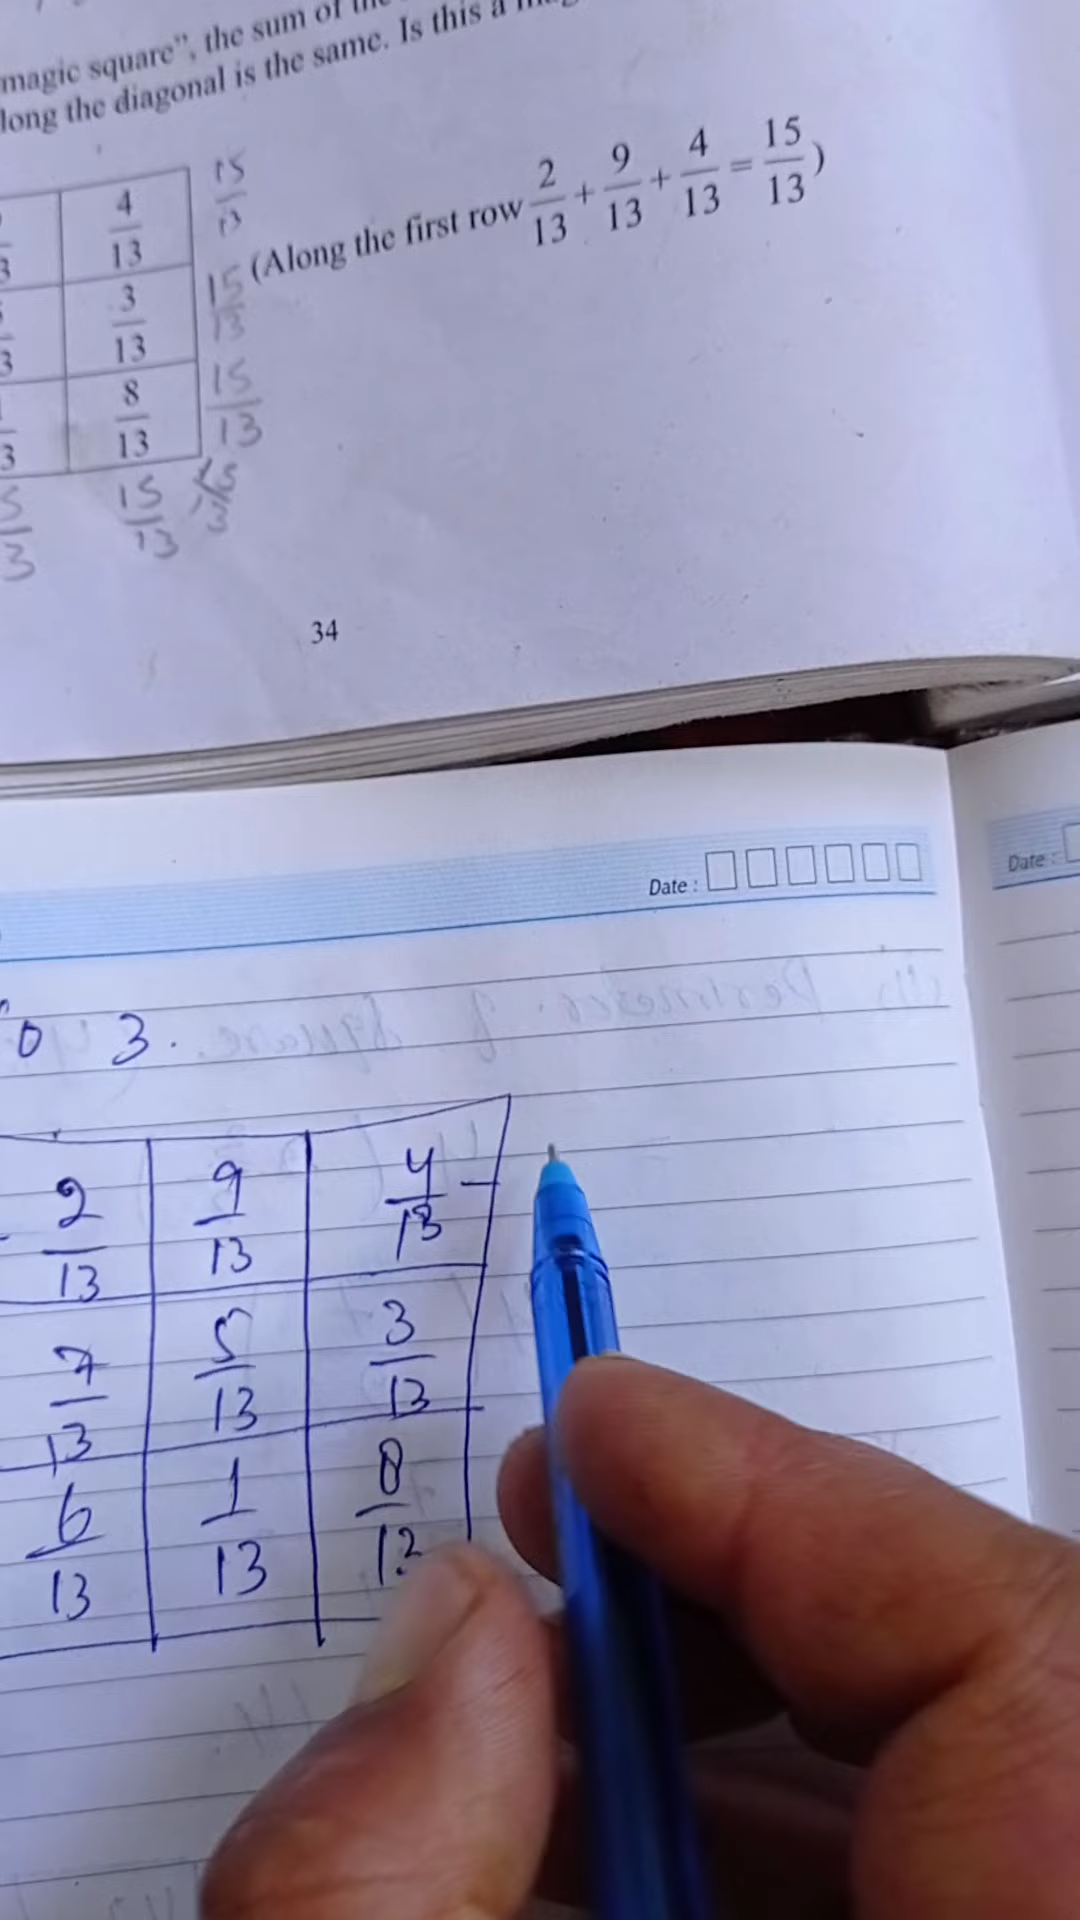 magic square", the sum of
long the diagonal is the same. Is this a
4/13 15/13
(Along the first row 2/13 + 9/13 + 4/13 = 15/13)
3/13 15/13
8/13 15/13
15/13
34
Date :
Date :
3.
2/13 9/13 4/13 –
7/13 5/13 3/13
6/13 1/13 8/13